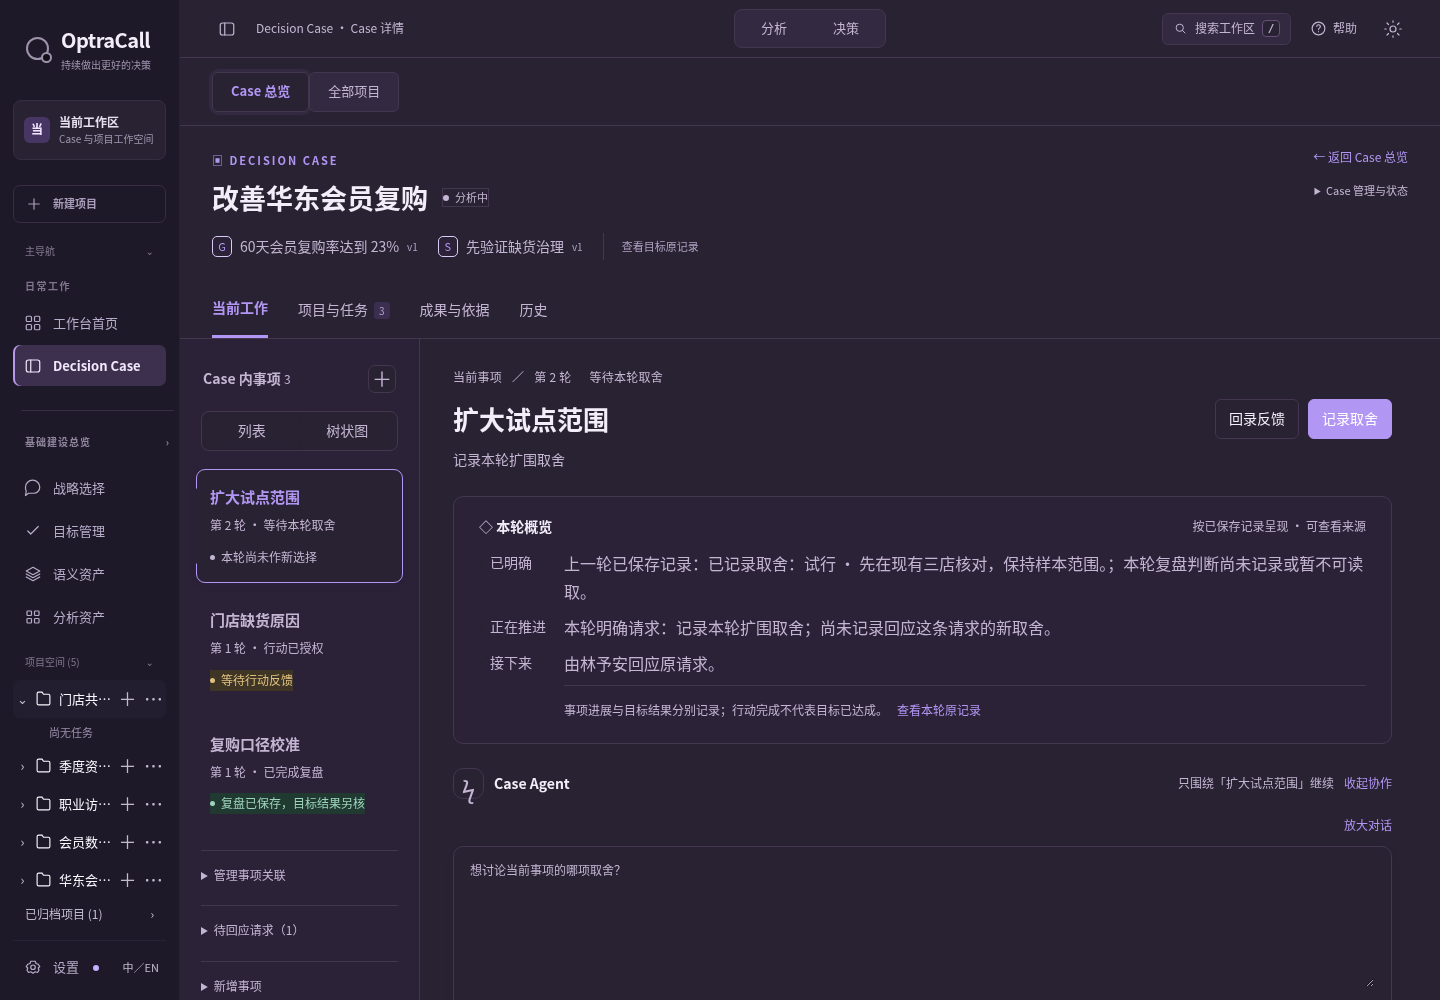 OptraCall
持续做出更好的决策
当
当前工作区
Case 与项目工作空间
新建项目
主导航
日常工作
工作台首页
Decision Case
基础建设总览
战略选择
目标管理
语义资产
分析资产
项目空间 (5)
门店共…
尚无任务
季度资…
职业访…
会员数…
华东会…
已归档项目 (1)
设置
中／EN
Decision Case · Case 详情
分析
决策
搜索工作区 /
帮助
Case 总览
全部项目
DECISION CASE
改善华东会员复购
分析中
← 返回 Case 总览
▶ Case 管理与状态
G 60天会员复购率达到 23% v1
S 先验证缺货治理 v1
查看目标原记录
当前工作
项目与任务 3
成果与依据
历史
Case 内事项 3
列表
树状图
扩大试点范围
第 2 轮 · 等待本轮取舍
本轮尚未作新选择
门店缺货原因
第 1 轮 · 行动已授权
等待行动反馈
复购口径校准
第 1 轮 · 已完成复盘
复盘已保存，目标结果另核
▶ 管理事项关联
▶ 待回应请求（1）
▶ 新增事项
当前事项 ／ 第 2 轮 等待本轮取舍
扩大试点范围
回录反馈
记录取舍
记录本轮扩围取舍
◇ 本轮概览
按已保存记录呈现 · 可查看来源
已明确
上一轮已保存记录：已记录取舍：试行 · 先在现有三店核对，保持样本范围。；本轮复盘判断尚未记录或暂不可读
取。
正在推进
本轮明确请求：记录本轮扩围取舍；尚未记录回应这条请求的新取舍。
接下来
由林予安回应原请求。
事项进展与目标结果分别记录；行动完成不代表目标已达成。 查看本轮原记录
Case Agent
只围绕「扩大试点范围」继续
收起协作
放大对话
想讨论当前事项的哪项取舍？